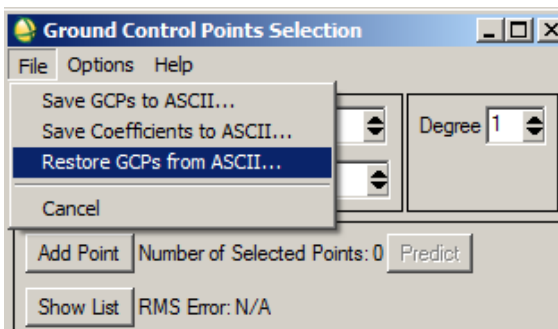 Ground Control Points Selection
File Options Help
Save GCPs to ASCII...
Save Coefficients to ASCII...
Restore GCPs from ASCII...
Cancel
Degree 1
Add Point Number of Selected Points: 0 Predict
Show List RMS Error: N/A